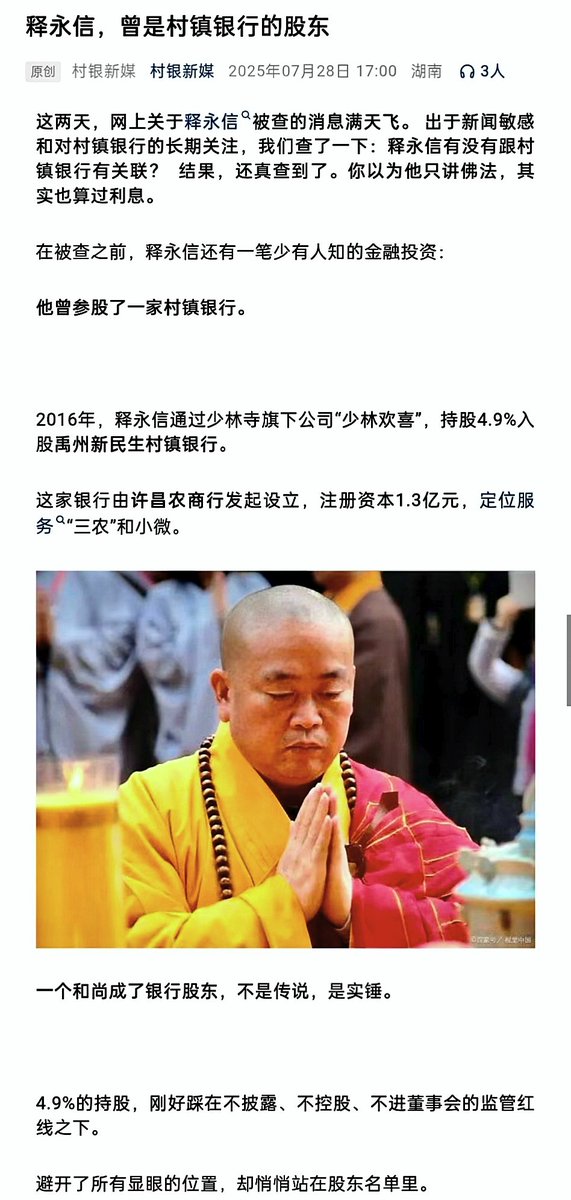 释永信，曾是村镇银行的股东
原创 村银新媒 村银新媒 2025年07月28日 17:00 湖南 3人
这两天，网上关于释永信被查的消息满天飞。 出于新闻敏感
和对村镇银行的长期关注，我们查了一下：释永信有没有跟村
镇银行有关联？ 结果，还真查到了。你以为他只讲佛法，其
实也算过利息。
在被查之前，释永信还有一笔少有人知的金融投资：
他曾参股了一家村镇银行。
2016年，释永信通过少林寺旗下公司“少林欢喜”，持股4.9%入
股禹州新民生村镇银行。
这家银行由许昌农商行发起设立，注册资本1.3亿元，定位服
务“三农”和小微。
一个和尚成了银行股东，不是传说，是实锤。
4.9%的持股，刚好踩在不披露、不控股、不进董事会的监管红
线之下。
避开了所有显眼的位置，却悄悄站在股东名单里。